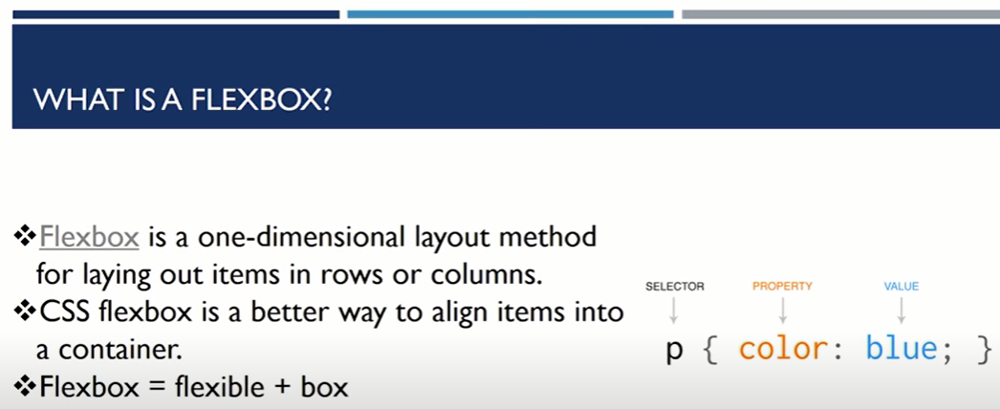 WHAT IS A FLEXBOX?
❖Flexbox is a one-dimensional layout method
for laying out items in rows or columns.
❖CSS flexbox is a better way to align items into
a container.
❖Flexbox = flexible + box
SELECTOR PROPERTY VALUE
p { color: blue; }